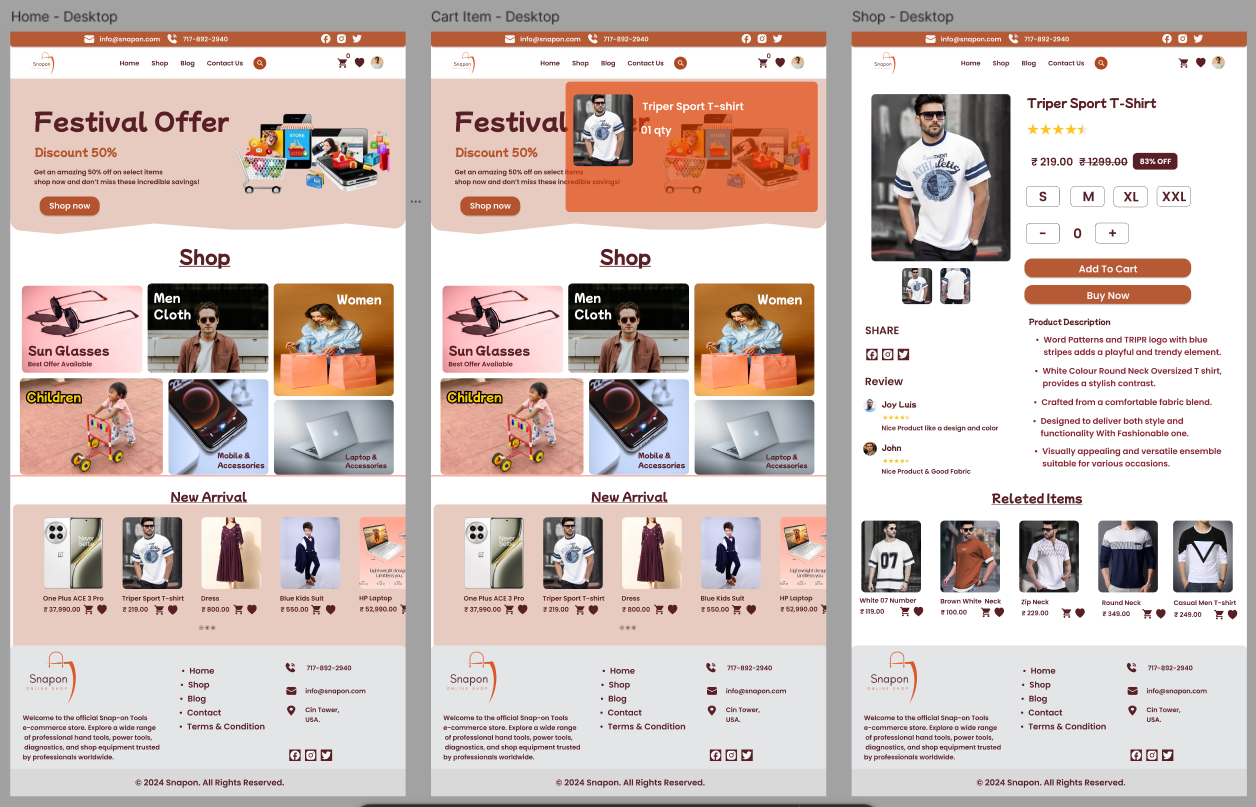 Home - Desktop
info@snapon.com 717-892-2940
Snapon
Home Shop Blog Contact Us
0
Festival Offer
Discount 50%
Get an amazing 50% off on select items
shop now and don't miss these incredible savings!
Shop now
STORE
Shop
Sun Glasses
Best Offer Available
Men
Cloth
Women
Children
Mobile &
Accessories
Laptop &
Accessories
New Arrival
One Plus ACE 3 Pro
₹ 37,990.00
Triper Sport T-shirt
₹ 219.00
Dress
₹ 800.00
Blue Kids Suit
₹ 550.00
HP Laptop
₹ 52,990.00
Snapon
ONLINE SHOP
Welcome to the official Snap-on Tools
e-commerce store. Explore a wide range
of professional hand tools, power tools,
diagnostics, and shop equipment trusted
by professionals worldwide.
• Home
• Shop
• Blog
• Contact
• Terms & Condition
717-892-2940
info@snapon.com
Cin Tower,
USA.
© 2024 Snapon. All Rights Reserved.
...
Cart Item - Desktop
info@snapon.com 717-892-2940
Snapon
Home Shop Blog Contact Us
0
Festival Offer
Discount 50%
Get an amazing 50% off on select items
shop now and don't miss these incredible savings!
Shop now
Triper Sport T-shirt
01 qty
STORE
Shop
Sun Glasses
Best Offer Available
Men
Cloth
Women
Children
Mobile &
Accessories
Laptop &
Accessories
New Arrival
One Plus ACE 3 Pro
₹ 37,990.00
Triper Sport T-shirt
₹ 219.00
Dress
₹ 800.00
Blue Kids Suit
₹ 550.00
HP Laptop
₹ 52,990.00
Snapon
ONLINE SHOP
Welcome to the official Snap-on Tools
e-commerce store. Explore a wide range
of professional hand tools, power tools,
diagnostics, and shop equipment trusted
by professionals worldwide.
• Home
• Shop
• Blog
• Contact
• Terms & Condition
717-892-2940
info@snapon.com
Cin Tower,
USA.
© 2024 Snapon. All Rights Reserved.
Shop - Desktop
info@snapon.com 717-892-2940
Snapon
Home Shop Blog Contact Us
Triper Sport T-Shirt
₹ 219.00 ₹ 1299.00 83% OFF
S M XL XXL
- 0 +
Add To Cart
Buy Now
SHARE
Review
Joy Luis
Nice Product like a design and color
John
Nice Product & Good Fabric
Product Description
• Word Patterns and TRIPR logo with blue
stripes adds a playful and trendy element.
• White Colour Round Neck Oversized T shirt,
provides a stylish contrast.
• Crafted from a comfortable fabric blend.
• Designed to deliver both style and
functionality With Fashionable one.
• Visually appealing and versatile ensemble
suitable for various occasions.
Releted Items
07
White 07 Number
₹ 119.00
Brown White Neck
₹ 100.00
Zip Neck
₹ 229.00
Round Neck
₹ 349.00
Casual Men T-shirt
₹ 249.00
Snapon
ONLINE SHOP
Welcome to the official Snap-on Tools
e-commerce store. Explore a wide range
of professional hand tools, power tools,
diagnostics, and shop equipment trusted
by professionals worldwide.
• Home
• Shop
• Blog
• Contact
• Terms & Condition
717-892-2940
info@snapon.com
Cin Tower,
USA.
© 2024 Snapon. All Rights Reserved.